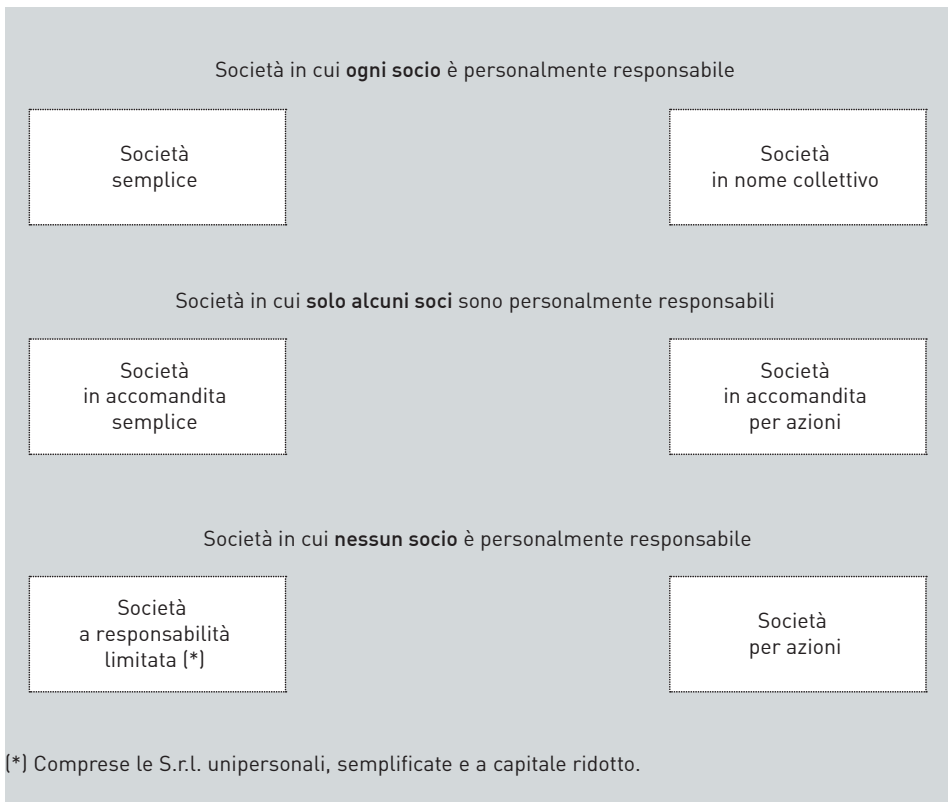 Società in cui ogni socio è personalmente responsabile
Società
semplice
Società
in nome collettivo
Società in cui solo alcuni soci sono personalmente responsabili
Società
in accomandita
semplice
Società
in accomandita
per azioni
Società in cui nessun socio è personalmente responsabile
Società
a responsabilità
limitata (*)
Società
per azioni
(*) Comprese le S.r.l. unipersonali, semplificate e a capitale ridotto.